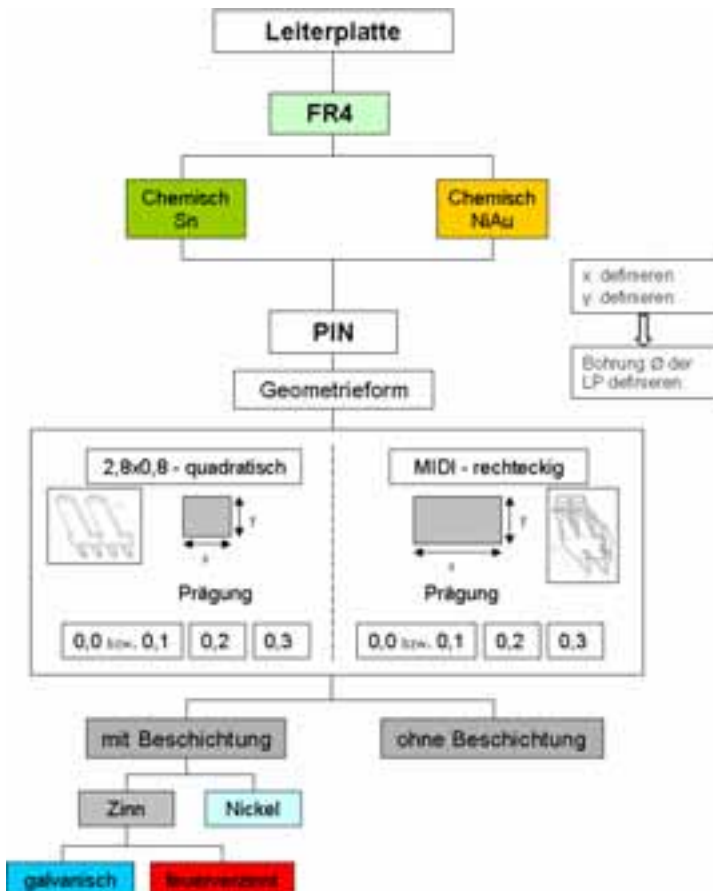 Leiterplatte
FR4
Chemisch
Sn
Chemisch
NiAu
x definieren
y definieren
PIN
Bohrung Ø der
LP definieren
Geometrieform
2,8x0,8 - quadratisch
MIDI - rechteckig
Y
x
Y
x
Prägung
Prägung
0,0 bzw. 0,1
0,2
0,3
0,0 bzw. 0,1
0,2
0,3
mit Beschichtung
ohne Beschichtung
Zinn
Nickel
galvanisch
feuerverzinnt